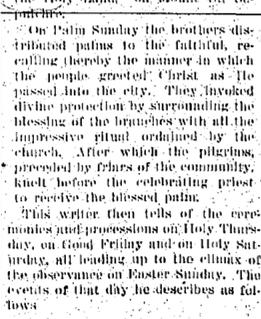 pulchre.
On Palm Sunday the brothers dis-
tributed palms to the faithful, re-
calling thereby the manner in which
the people greeted Christ as He
passed into the city. They invoked
divine protection by surrounding the
blessing of the branches with all the
impressive ritual ordained by the
church. After which the pilgrims,
preceded by friars of the community,
knelt before the celebrating priest
to receive the blessed palm.
This writer then tells of the cere-
monies and processions on Holy Thurs-
day, on Good Friday and on Holy Sat-
urday, all leading up to the climax of
the observance on Easter Sunday. The
events of that day he describes as fol-
lows